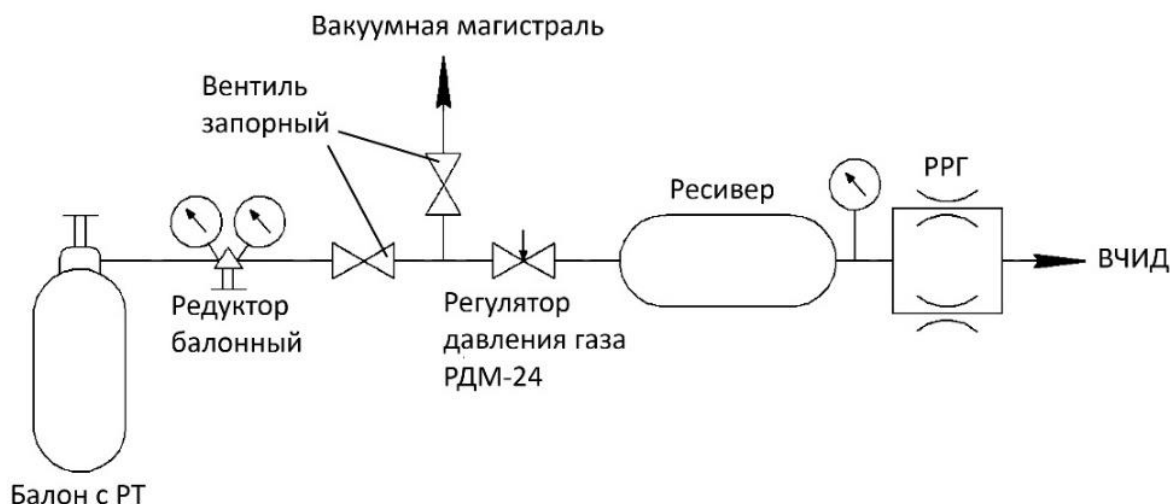 Вакуумная магистраль
Вентиль
запорный
РРГ
Ресивер
ВЧИД
Редуктор
балонный
Регулятор
давления газа
РДМ-24
Балон с РТ